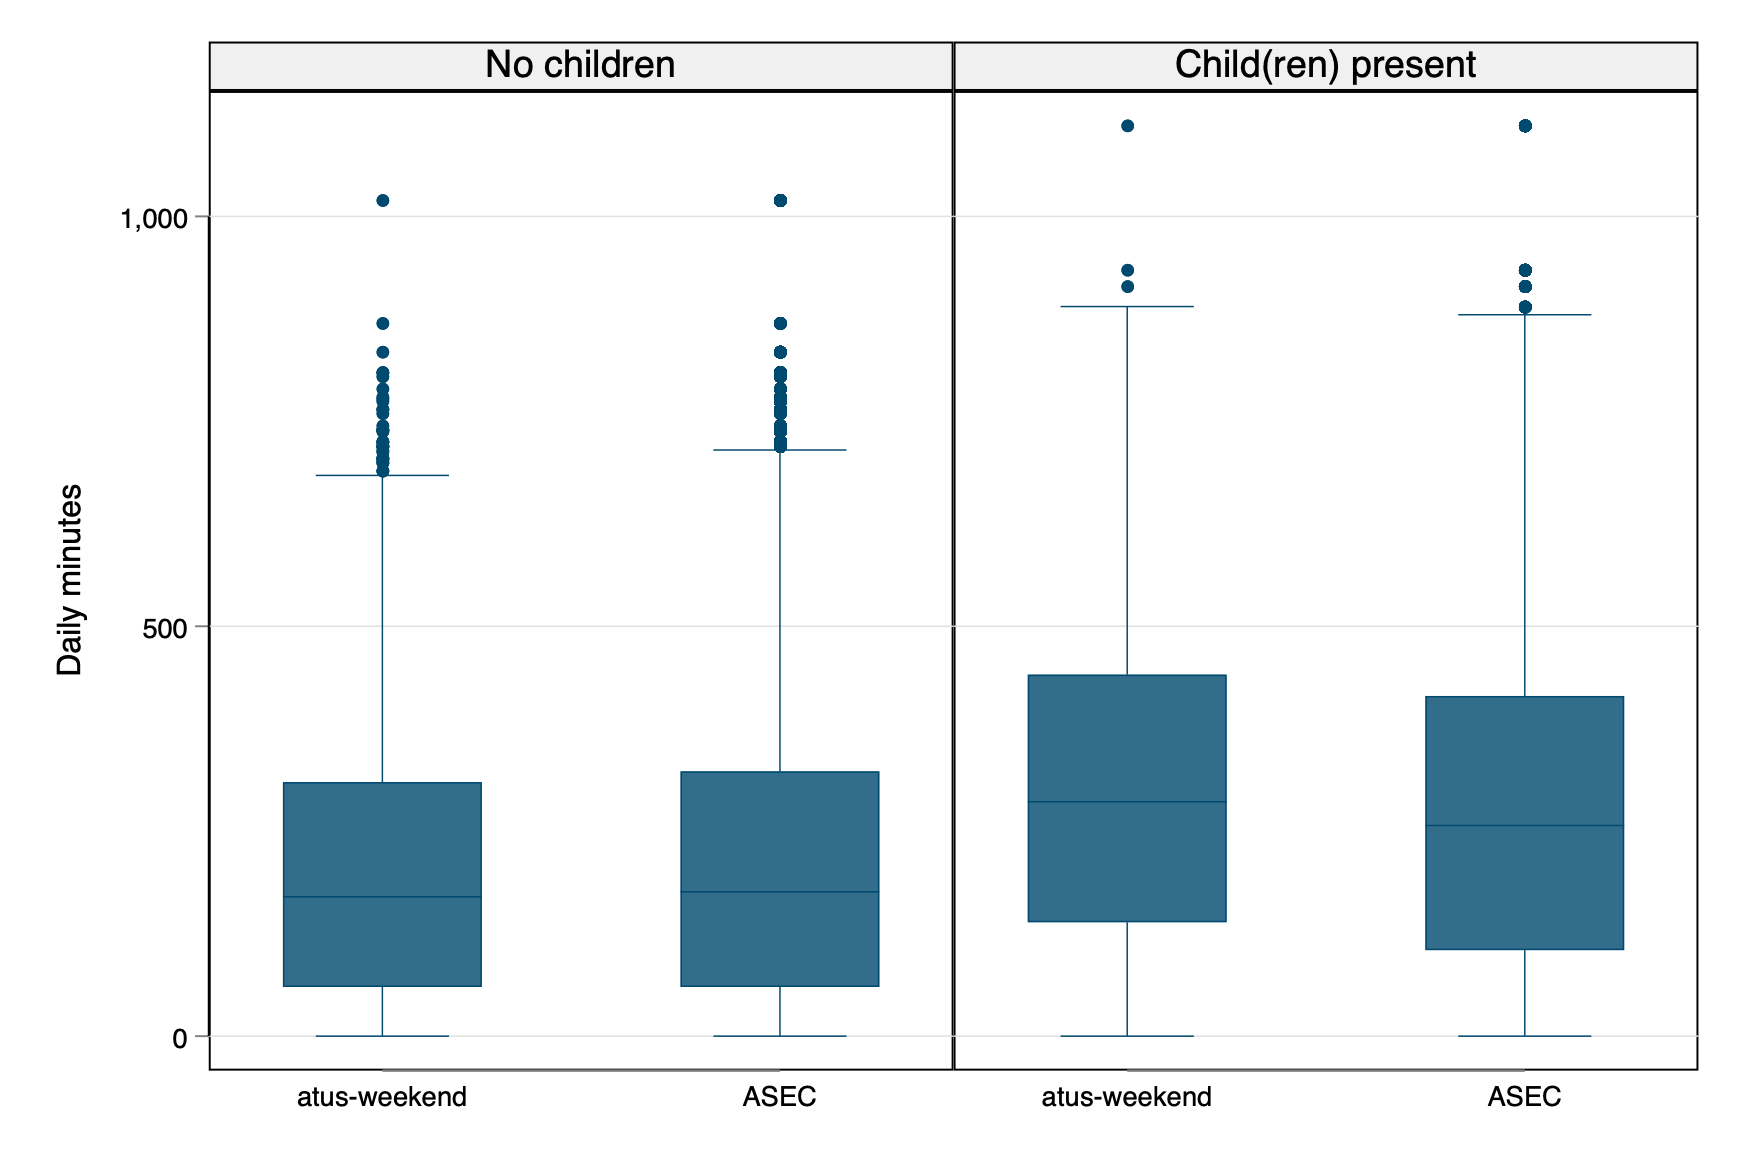 No children
Child(ren) present
Daily minutes
1,000
500
0
atus-weekend
ASEC
atus-weekend
ASEC